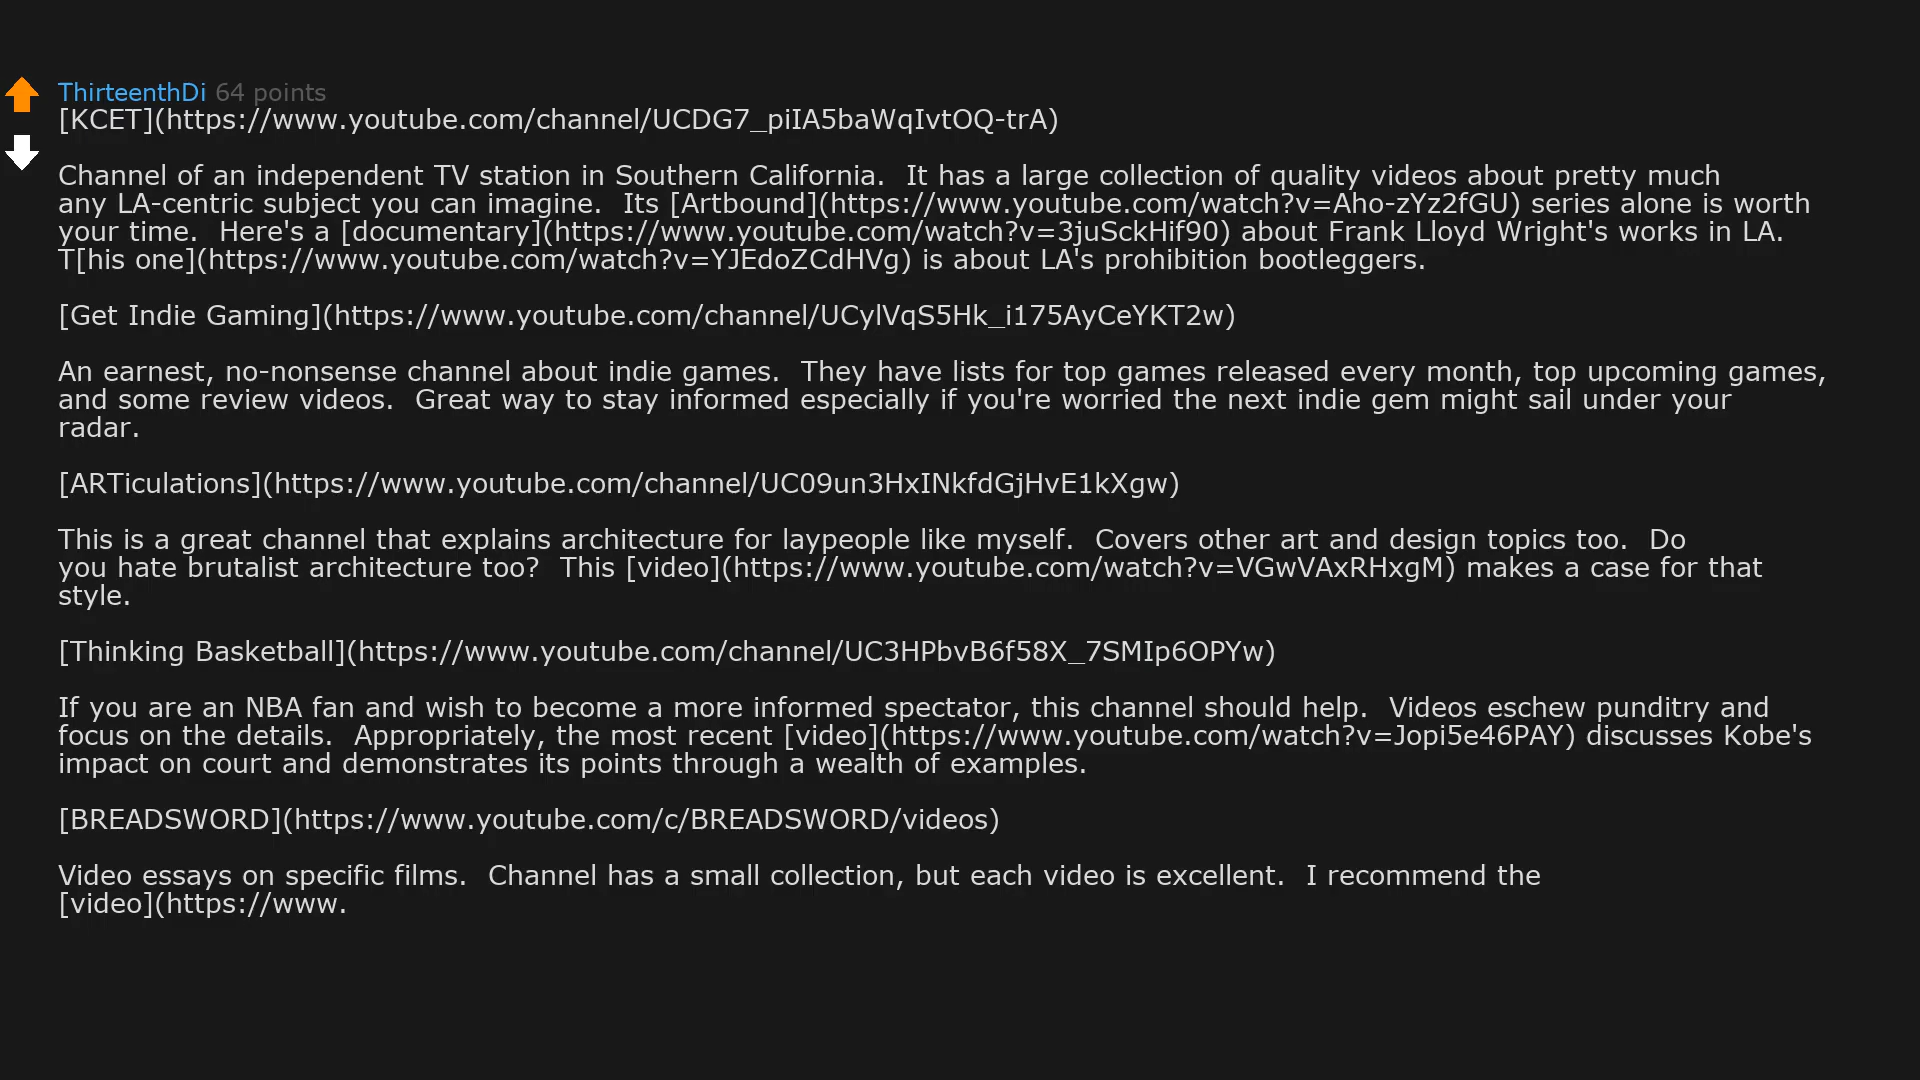 ThirteenthDi 64 points
[KCET](https://www.youtube.com/channel/UCDG7_piIA5baWqIvtOQ-trA)
Channel of an independent TV station in Southern California.  It has a large collection of quality videos about pretty much
any LA-centric subject you can imagine.  Its [Artbound](https://www.youtube.com/watch?v=Aho-zYz2fGU) series alone is worth
your time.  Here's a [documentary](https://www.youtube.com/watch?v=3juSckHif90) about Frank Lloyd Wright's works in LA.
T[his one](https://www.youtube.com/watch?v=YJEdoZCdHVg) is about LA's prohibition bootleggers.
[Get Indie Gaming](https://www.youtube.com/channel/UCylVqS5Hk_i175AyCeYKT2w)
An earnest, no-nonsense channel about indie games.  They have lists for top games released every month, top upcoming games,
and some review videos.  Great way to stay informed especially if you're worried the next indie gem might sail under your
radar.
[ARTiculations](https://www.youtube.com/channel/UC09un3HxINkfdGjHvE1kXgw)
This is a great channel that explains architecture for laypeople like myself.  Covers other art and design topics too.  Do
you hate brutalist architecture too?  This [video](https://www.youtube.com/watch?v=VGwVAxRHxgM) makes a case for that
style.
[Thinking Basketball](https://www.youtube.com/channel/UC3HPbvB6f58X_7SMIp6OPYw)
If you are an NBA fan and wish to become a more informed spectator, this channel should help.  Videos eschew punditry and
focus on the details.  Appropriately, the most recent [video](https://www.youtube.com/watch?v=Jopi5e46PAY) discusses Kobe's
impact on court and demonstrates its points through a wealth of examples.
[BREADSWORD](https://www.youtube.com/c/BREADSWORD/videos)
Video essays on specific films.  Channel has a small collection, but each video is excellent.  I recommend the
[video](https://www.